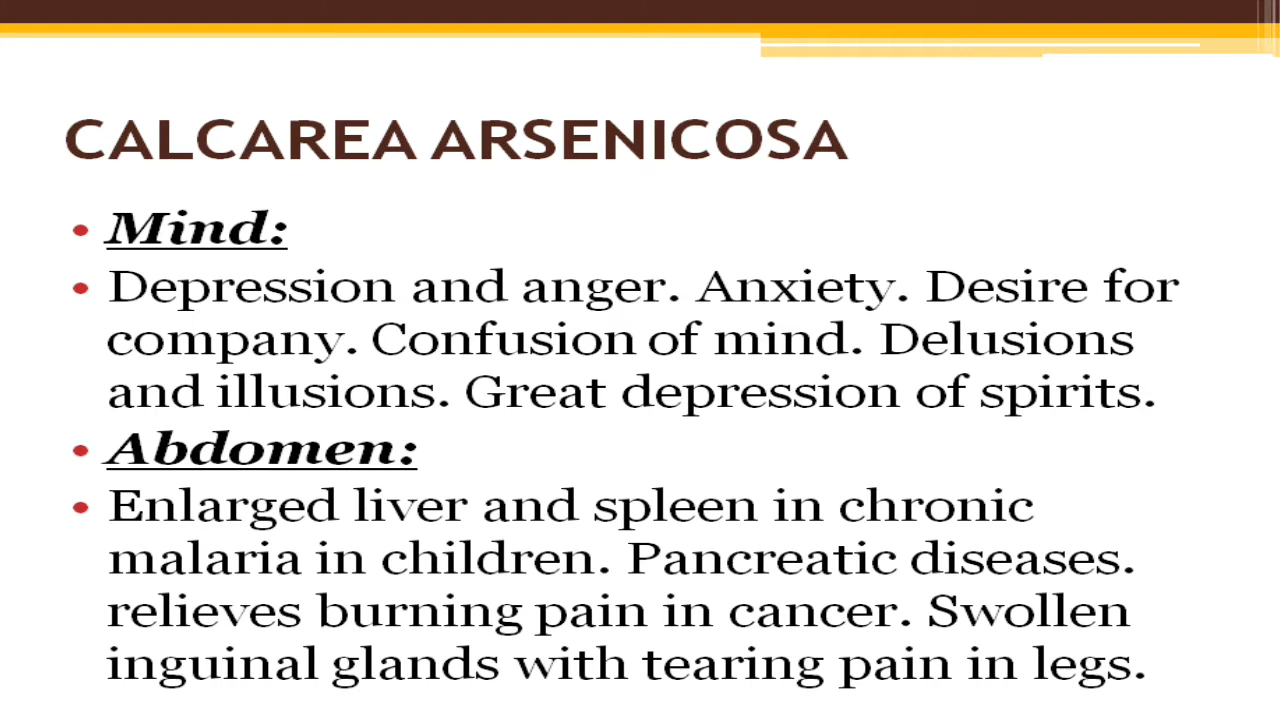 CALCAREA ARSENICOSA
• Mind:
• Depression and anger. Anxiety. Desire for
company. Confusion of mind. Delusions
and illusions. Great depression of spirits.
• Abdomen:
• Enlarged liver and spleen in chronic
malaria in children. Pancreatic diseases.
relieves burning pain in cancer. Swollen
inguinal glands with tearing pain in legs.